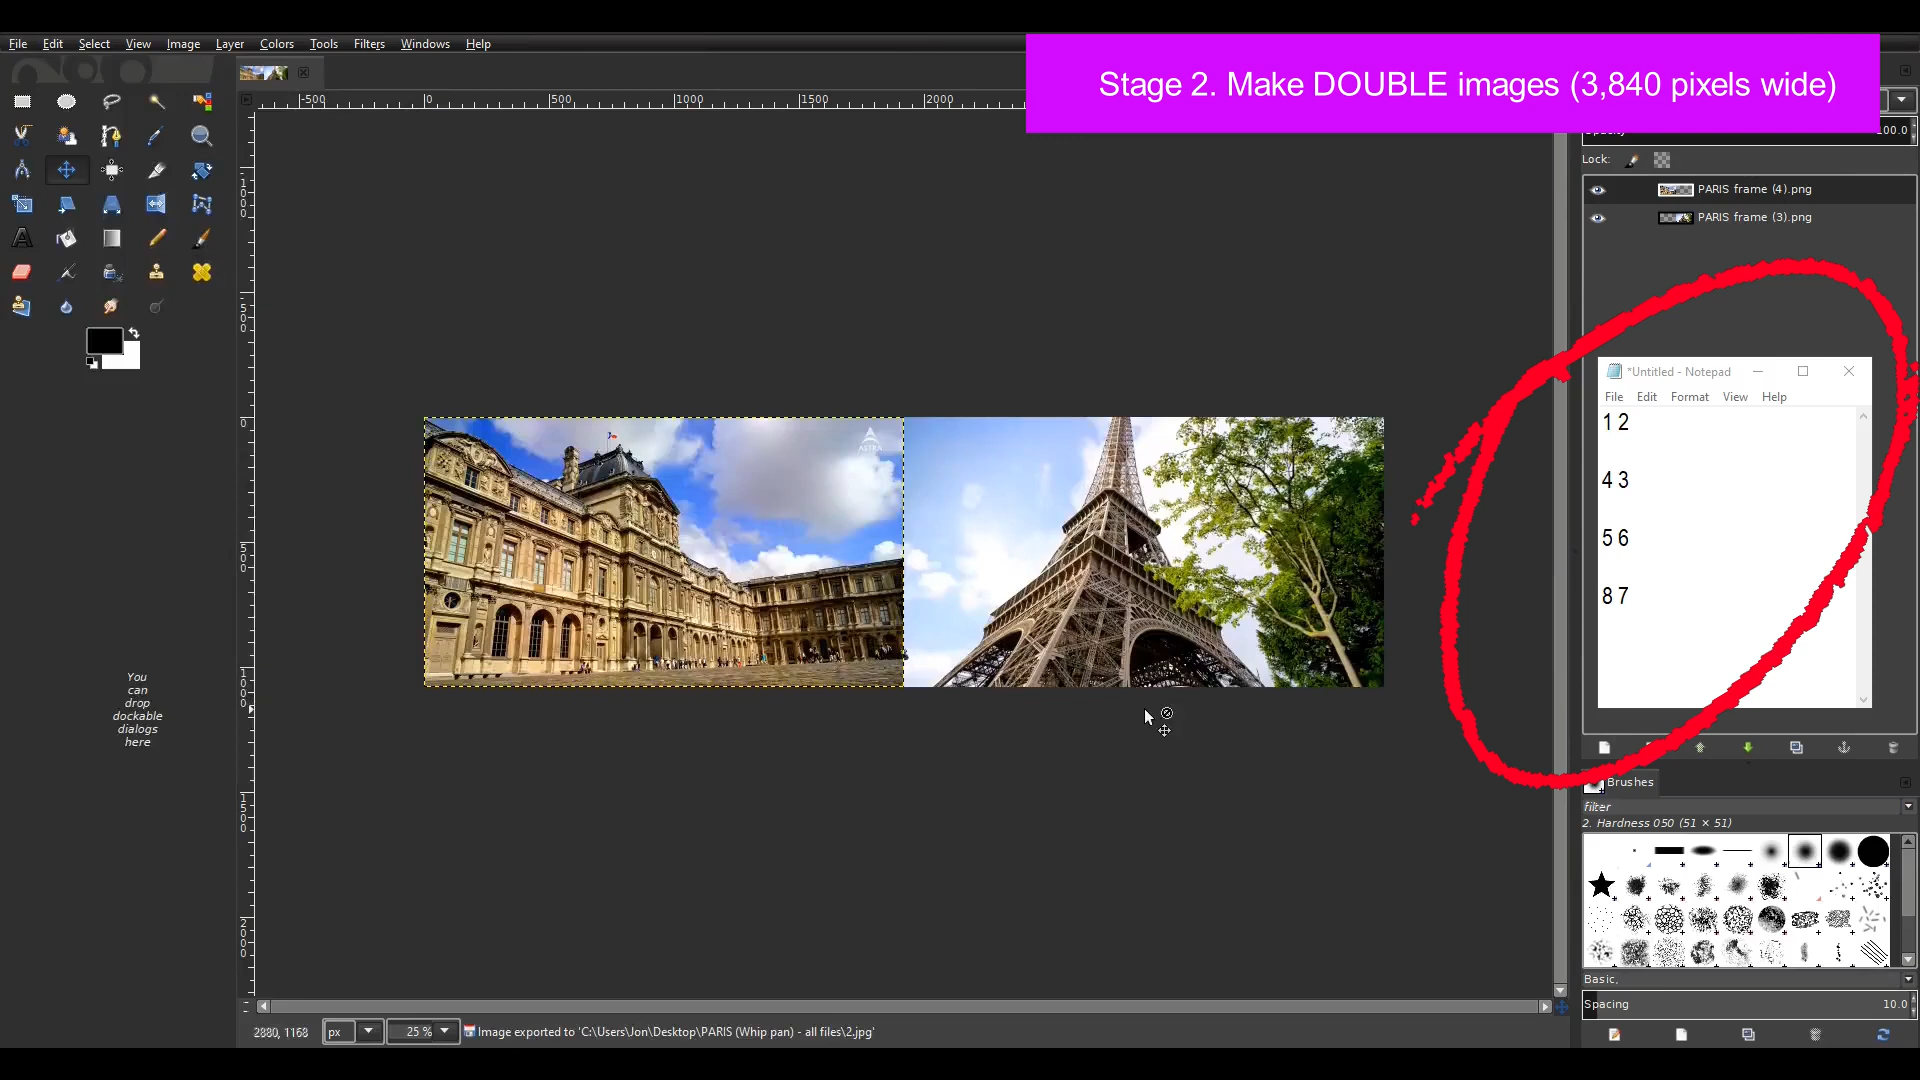 File Edit Select View Image Layer Colors Tools Filters Windows Help
Stage 2. Make DOUBLE images (3,840 pixels wide)
-500 0 500 1000 1500 2000
100.0
Lock:
PARIS frame (4).png
PARIS frame (3).png
*Untitled - Notepad
File Edit Format View Help
1 2
4 3
5 6
8 7
ASTRA
You
can
drop
dockable
dialogs
here
Brushes
filter
2. Hardness 050 (51 × 51)
Basic,
Spacing 10.0
2880, 1168 px 25 % Image exported to 'C:\Users\Jon\Desktop\PARIS (Whip pan) - all files\2.jpg'